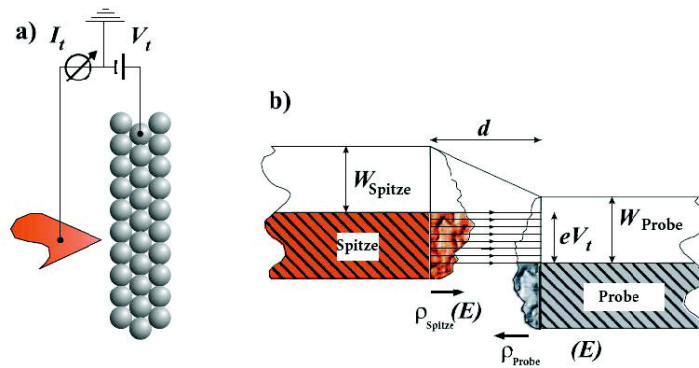 a)
I_t
V_t
b)
d
W_Spitze
W_Probe
eV_t
Spitze
Probe
ρ_Spitze (E)
ρ_Probe (E)